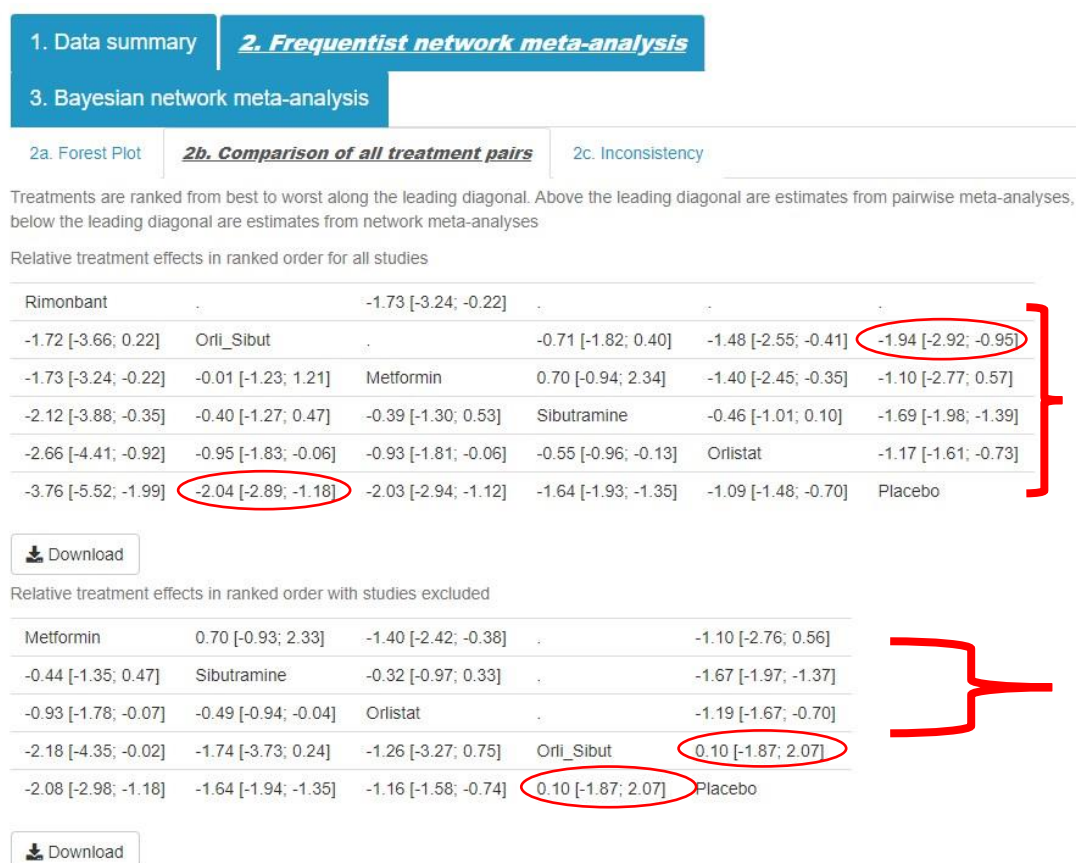 1. Data summary 2. Frequentist network meta-analysis
3. Bayesian network meta-analysis
2a. Forest Plot 2b. Comparison of all treatment pairs 2c. Inconsistency
Treatments are ranked from best to worst along the leading diagonal. Above the leading diagonal are estimates from pairwise meta-analyses,
below the leading diagonal are estimates from network meta-analyses
Relative treatment effects in ranked order for all studies
Rimonbant . -1.73 [-3.24; -0.22] . . .
-1.72 [-3.66; 0.22] Orli_Sibut . -0.71 [-1.82; 0.40] -1.48 [-2.55; -0.41] -1.94 [-2.92; -0.95]
-1.73 [-3.24; -0.22] -0.01 [-1.23; 1.21] Metformin 0.70 [-0.94; 2.34] -1.40 [-2.45; -0.35] -1.10 [-2.77; 0.57]
-2.12 [-3.88; -0.35] -0.40 [-1.27; 0.47] -0.39 [-1.30; 0.53] Sibutramine -0.46 [-1.01; 0.10] -1.69 [-1.98; -1.39]
-2.66 [-4.41; -0.92] -0.95 [-1.83; -0.06] -0.93 [-1.81; -0.06] -0.55 [-0.96; -0.13] Orlistat -1.17 [-1.61; -0.73]
-3.76 [-5.52; -1.99] -2.04 [-2.89; -1.18] -2.03 [-2.94; -1.12] -1.64 [-1.93; -1.35] -1.09 [-1.48; -0.70] Placebo
Download
Relative treatment effects in ranked order with studies excluded
Metformin 0.70 [-0.93; 2.33] -1.40 [-2.42; -0.38] . -1.10 [-2.76; 0.56]
-0.44 [-1.35; 0.47] Sibutramine -0.32 [-0.97; 0.33] . -1.67 [-1.97; -1.37]
-0.93 [-1.78; -0.07] -0.49 [-0.94; -0.04] Orlistat . -1.19 [-1.67; -0.70]
-2.18 [-4.35; -0.02] -1.74 [-3.73; 0.24] -1.26 [-3.27; 0.75] Orli_Sibut 0.10 [-1.87; 2.07]
-2.08 [-2.98; -1.18] -1.64 [-1.94; -1.35] -1.16 [-1.58; -0.74] 0.10 [-1.87; 2.07] Placebo
Download